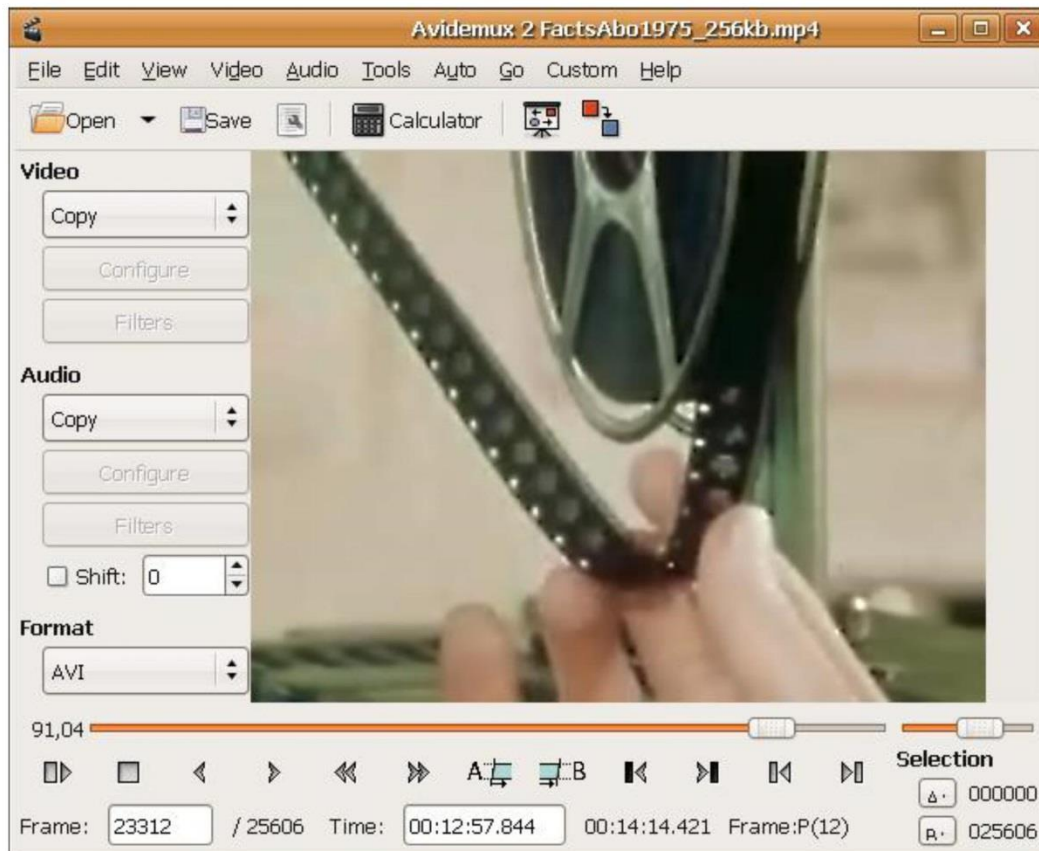 Avidemux 2 FactsAbo1975_256kb.mp4
File Edit View Video Audio Tools Auto Go Custom Help
Open Save Calculator
Video
Copy
Configure
Filters
Audio
Copy
Configure
Filters
Shift: 0
Format
AVI
91,04
A B
Selection
A· 000000
Frame: 23312 / 25606 Time: 00:12:57.844 00:14:14.421 Frame:P(12)
025606